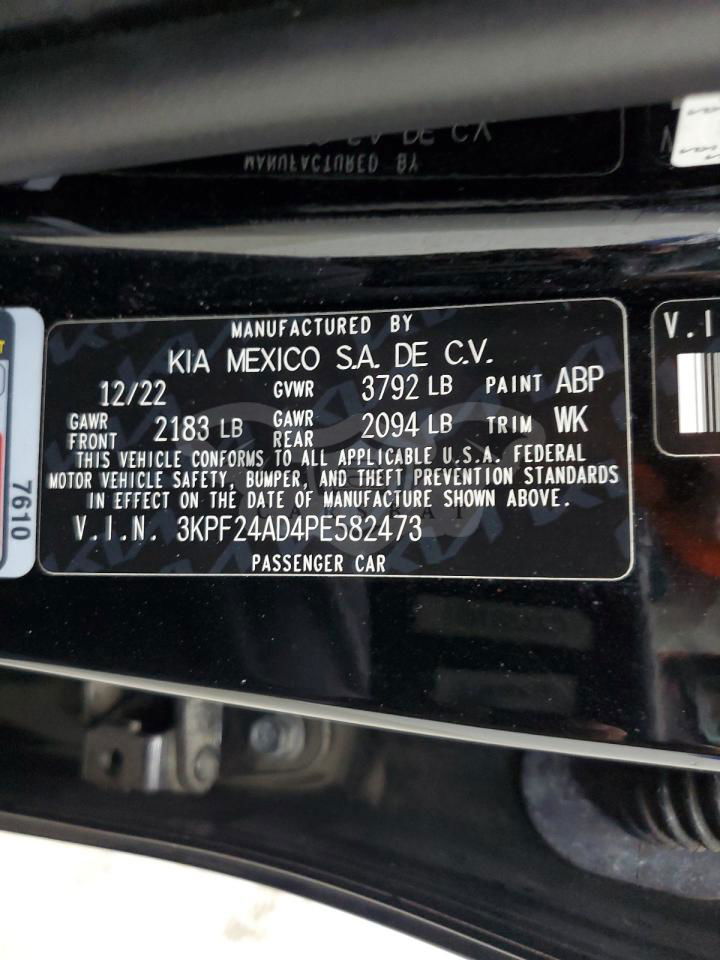 MANUFACTURED BY
KIA MEXICO S.A. DE C.V.
12/22 GVWR 3792 LB PAINT ABP
GAWR FRONT 2183 LB GAWR REAR 2094 LB TRIM WK
THIS VEHICLE CONFORMS TO ALL APPLICABLE U.S.A. FEDERAL
MOTOR VEHICLE SAFETY, BUMPER, AND THEFT PREVENTION STANDARDS
IN EFFECT ON THE DATE OF MANUFACTURE SHOWN ABOVE.
V.I.N. 3KPF24AD4PE582473
PASSENGER CAR
7610
V.I